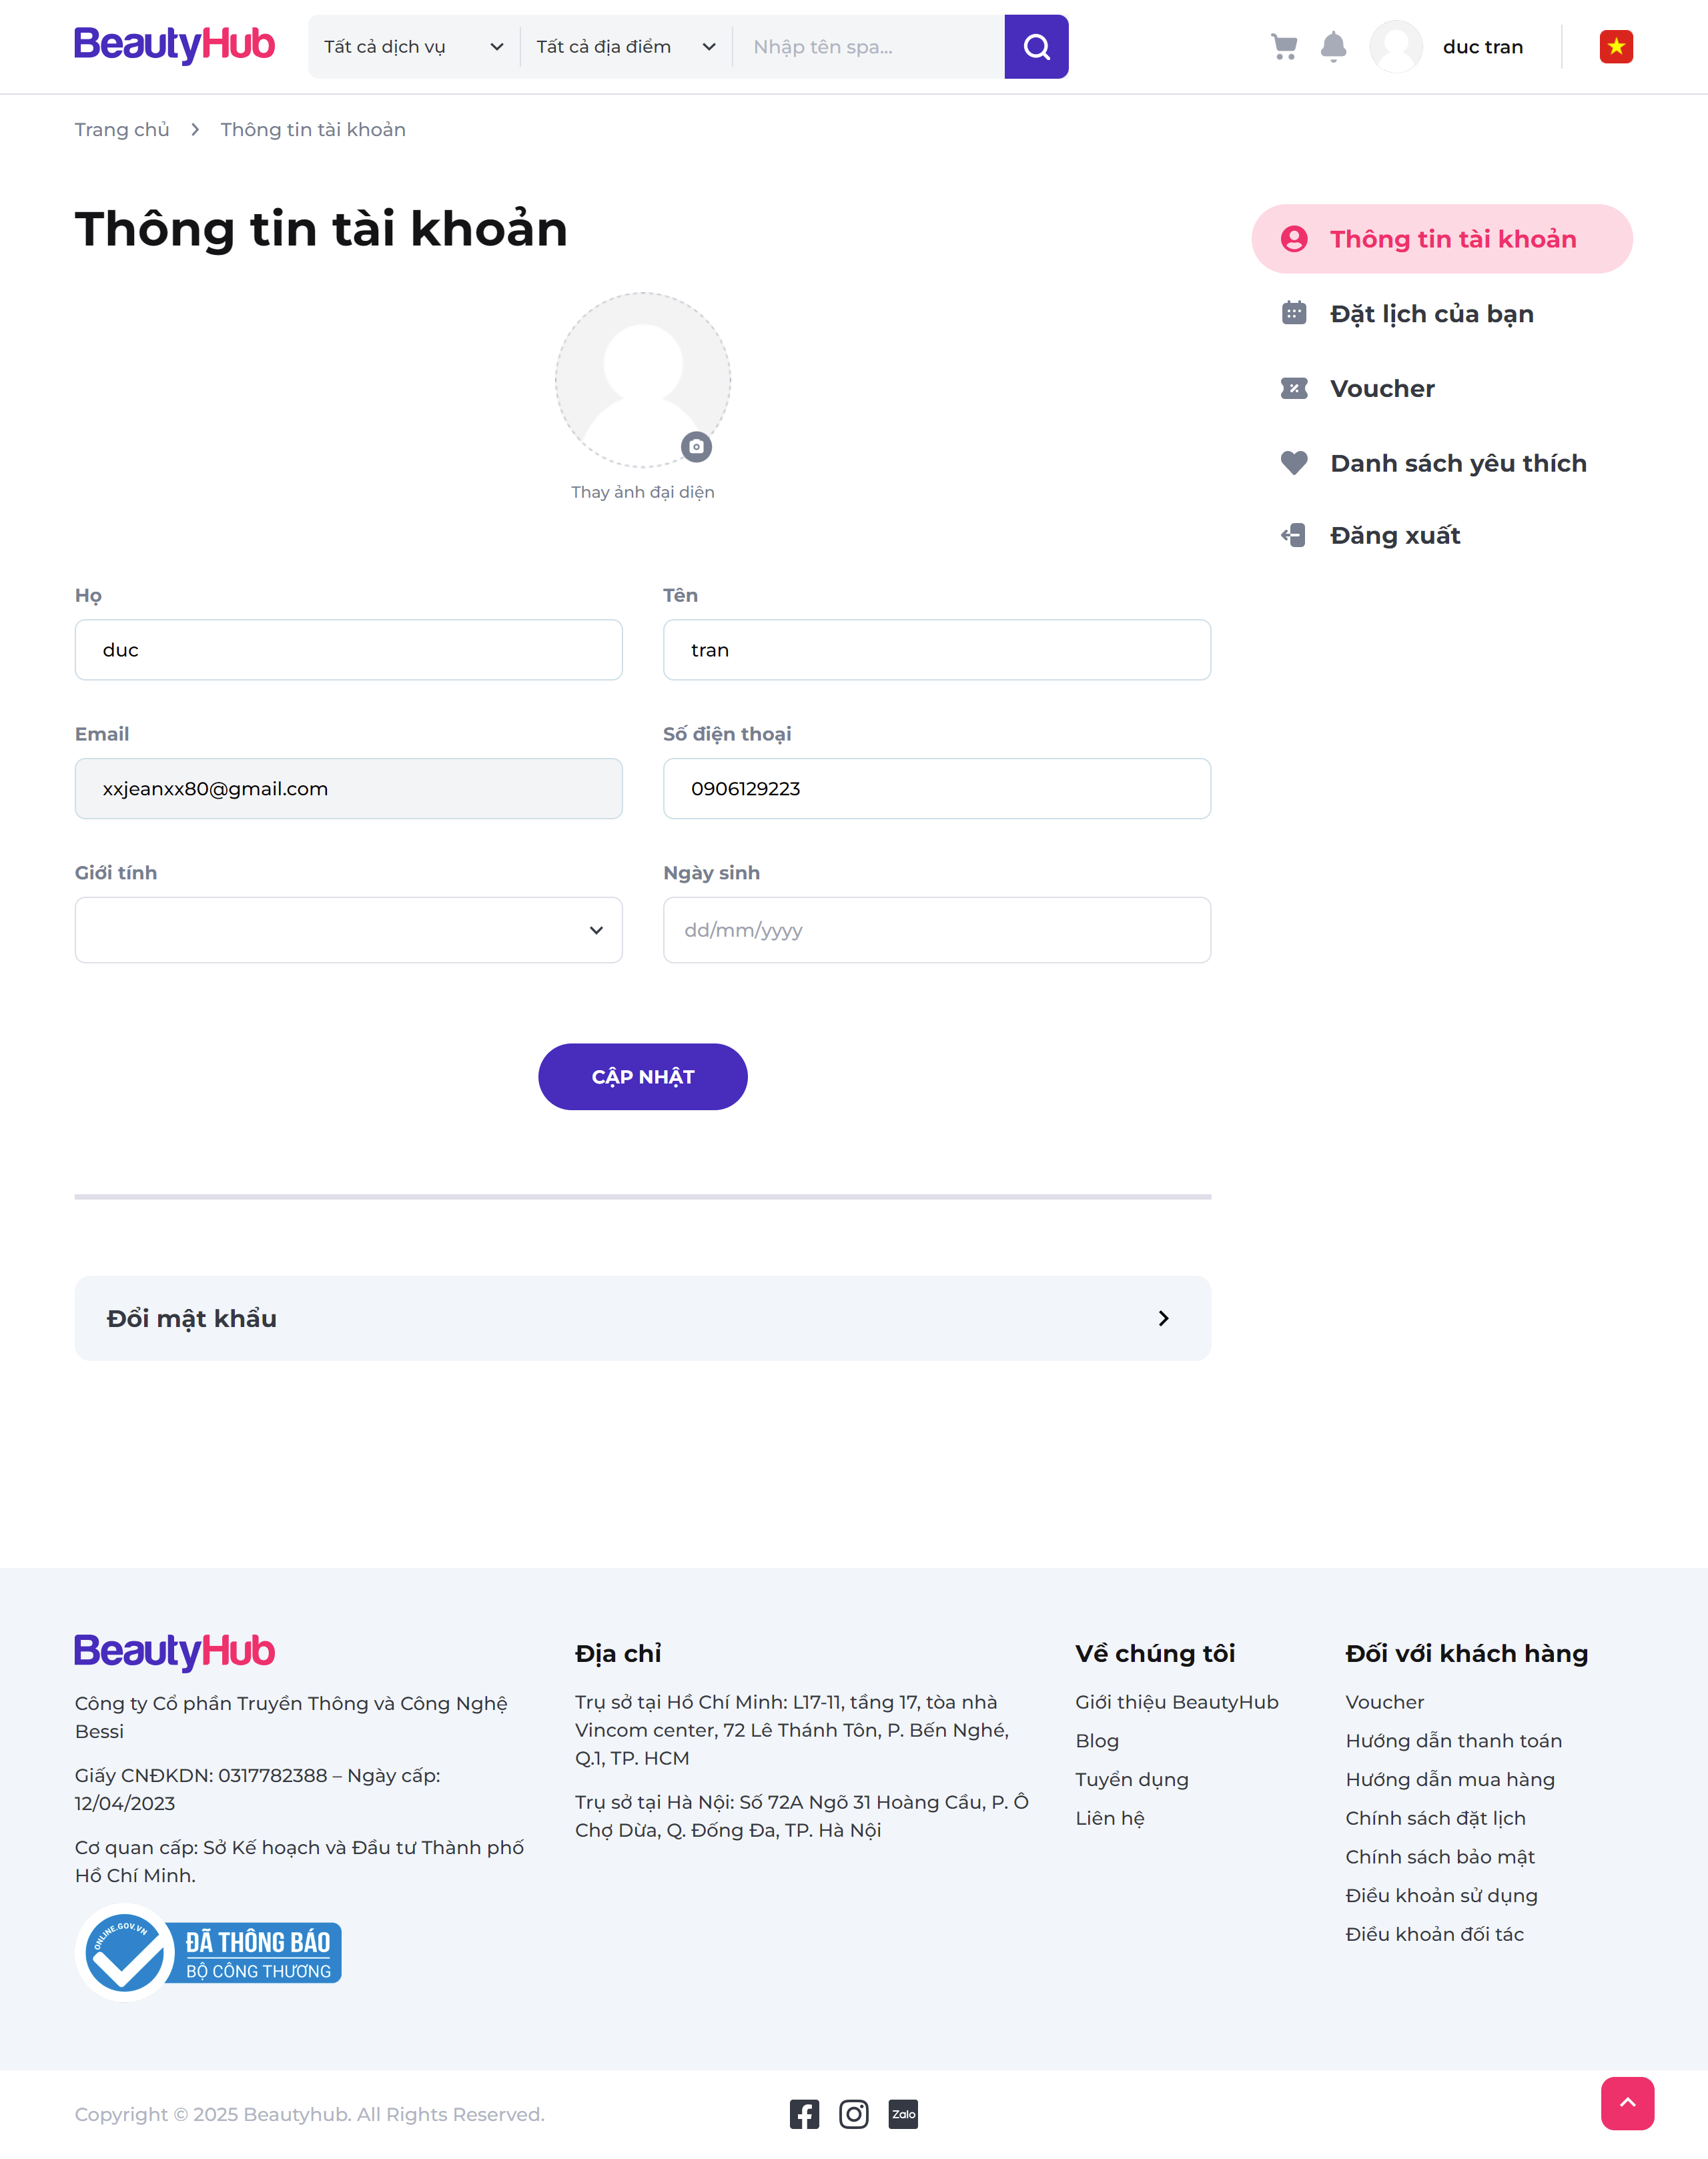 BeautyHub
Tất cả dịch vụ
Tất cả địa điểm
Nhập tên spa...
duc tran
Trang chủ
Thông tin tài khoản
Thông tin tài khoản
Thay ảnh đại diện
Họ
Tên
duc
tran
Email
Số điện thoại
xxjeanxx80@gmail.com
0906129223
Giới tính
Ngày sinh
dd/mm/yyyy
CẬP NHẬT
Đổi mật khẩu
Thông tin tài khoản
Đặt lịch của bạn
Voucher
Danh sách yêu thích
Đăng xuất
BeautyHub
Công ty Cổ phần Truyền Thông và Công Nghệ
Bessi
Giấy CNĐKDN: 0317782388 – Ngày cấp:
12/04/2023
Cơ quan cấp: Sở Kế hoạch và Đầu tư Thành phố
Hồ Chí Minh.
ONLINE.GOV.VN
ĐÃ THÔNG BÁO
BỘ CÔNG THƯƠNG
Địa chỉ
Trụ sở tại Hồ Chí Minh: L17-11, tầng 17, tòa nhà
Vincom center, 72 Lê Thánh Tôn, P. Bến Nghé,
Q.1, TP. HCM
Trụ sở tại Hà Nội: Số 72A Ngõ 31 Hoàng Cầu, P. Ô
Chợ Dừa, Q. Đống Đa, TP. Hà Nội
Về chúng tôi
Giới thiệu BeautyHub
Blog
Tuyển dụng
Liên hệ
Đối với khách hàng
Voucher
Hướng dẫn thanh toán
Hướng dẫn mua hàng
Chính sách đặt lịch
Chính sách bảo mật
Điều khoản sử dụng
Điều khoản đối tác
Copyright © 2025 Beautyhub. All Rights Reserved.
Zalo